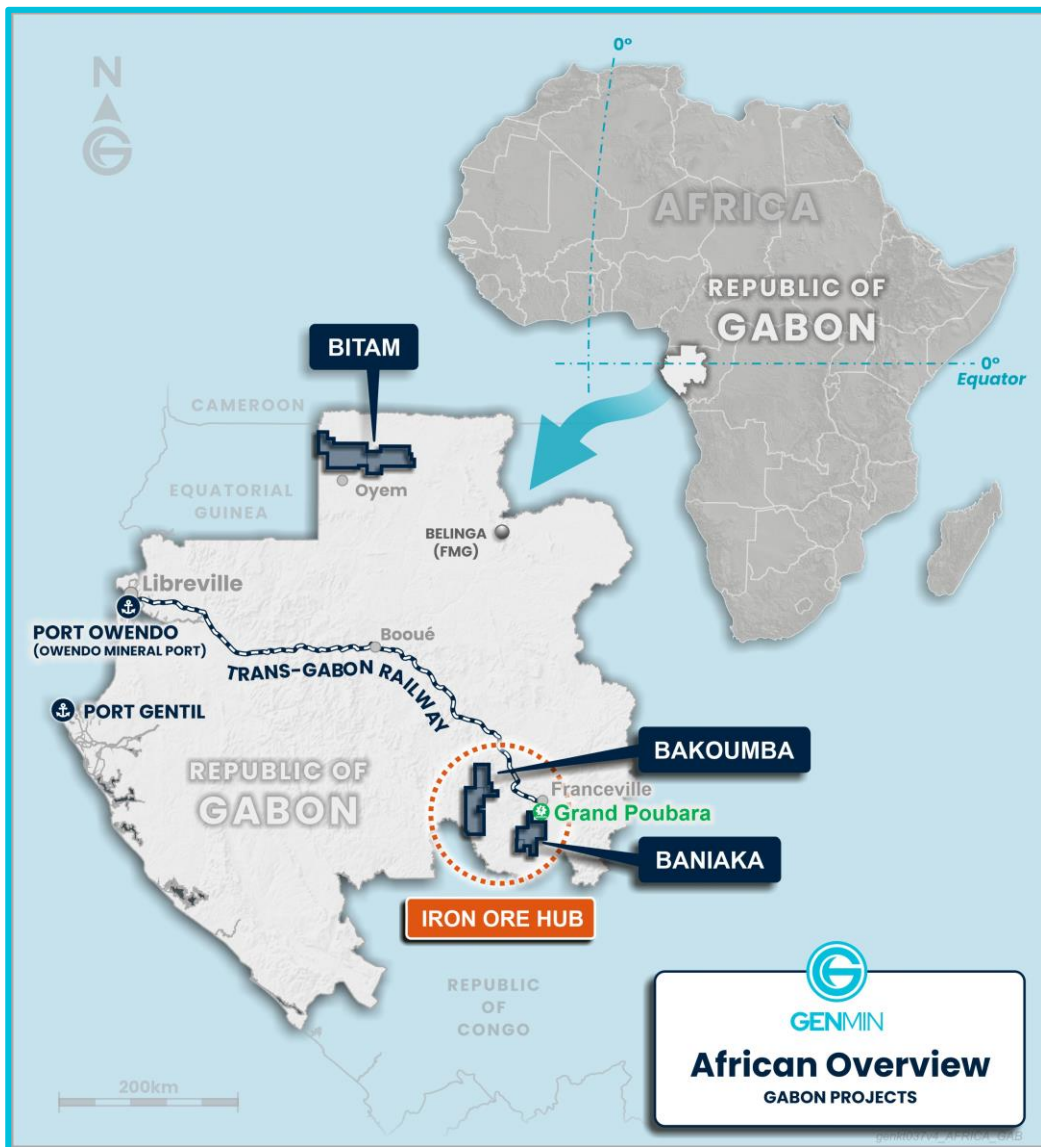 N
0°
AFRICA
REPUBLIC OF
GABON
0°
Equator
BITAM
CAMEROON
EQUATORIAL
GUINEA
Oyem
BELINGA
(FMG)
Libreville
PORT OWENDO
(OWENDO MINERAL PORT)
Booué
TRANS-GABON RAILWAY
PORT GENTIL
REPUBLIC OF
GABON
BAKOUMBA
Franceville
Grand Poubara
BANIAKA
IRON ORE HUB
REPUBLIC
OF
CONGO
200km
GENMIN
African Overview
GABON PROJECTS